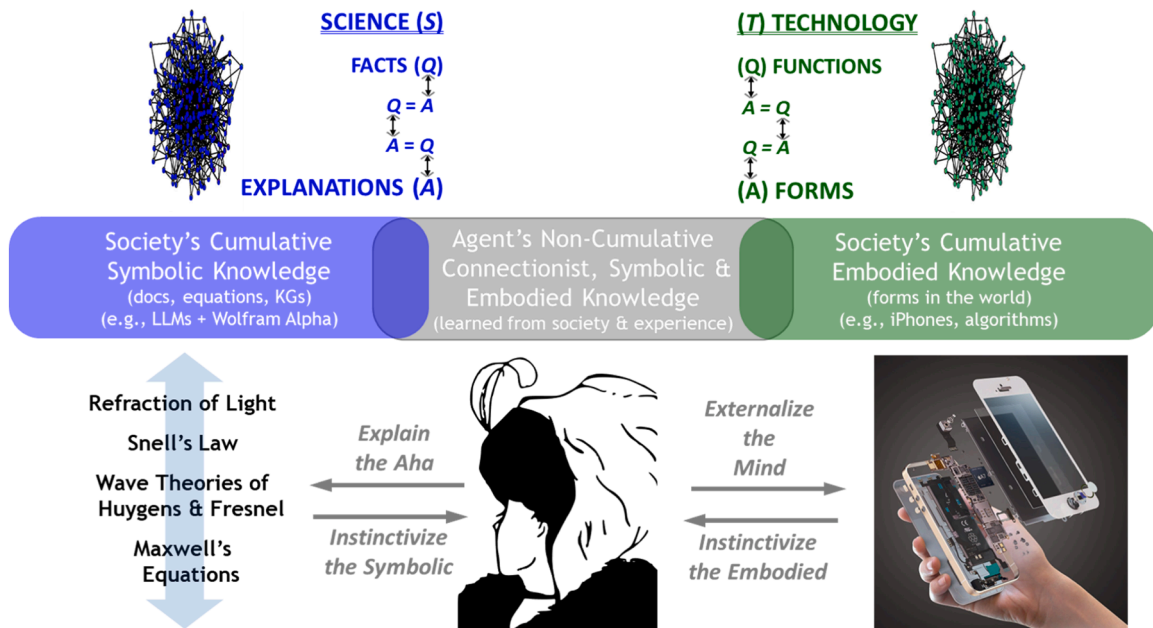 SCIENCE (S)
FACTS (Q)
Q = A
A = Q
EXPLANATIONS (A)
(T) TECHNOLOGY
(Q) FUNCTIONS
A = Q
Q = A
(A) FORMS
Society's Cumulative
Symbolic Knowledge
(docs, equations, KGs)
(e.g., LLMs + Wolfram Alpha)
Agent's Non-Cumulative
Connectionist, Symbolic &
Embodied Knowledge
(learned from society & experience)
Society's Cumulative
Embodied Knowledge
(forms in the world)
(e.g., iPhones, algorithms)
Refraction of Light
Snell's Law
Wave Theories of
Huygens & Fresnel
Maxwell's
Equations
Explain
the Aha
Instinctivize
the Symbolic
Externalize
the
Mind
Instinctivize
the Embodied